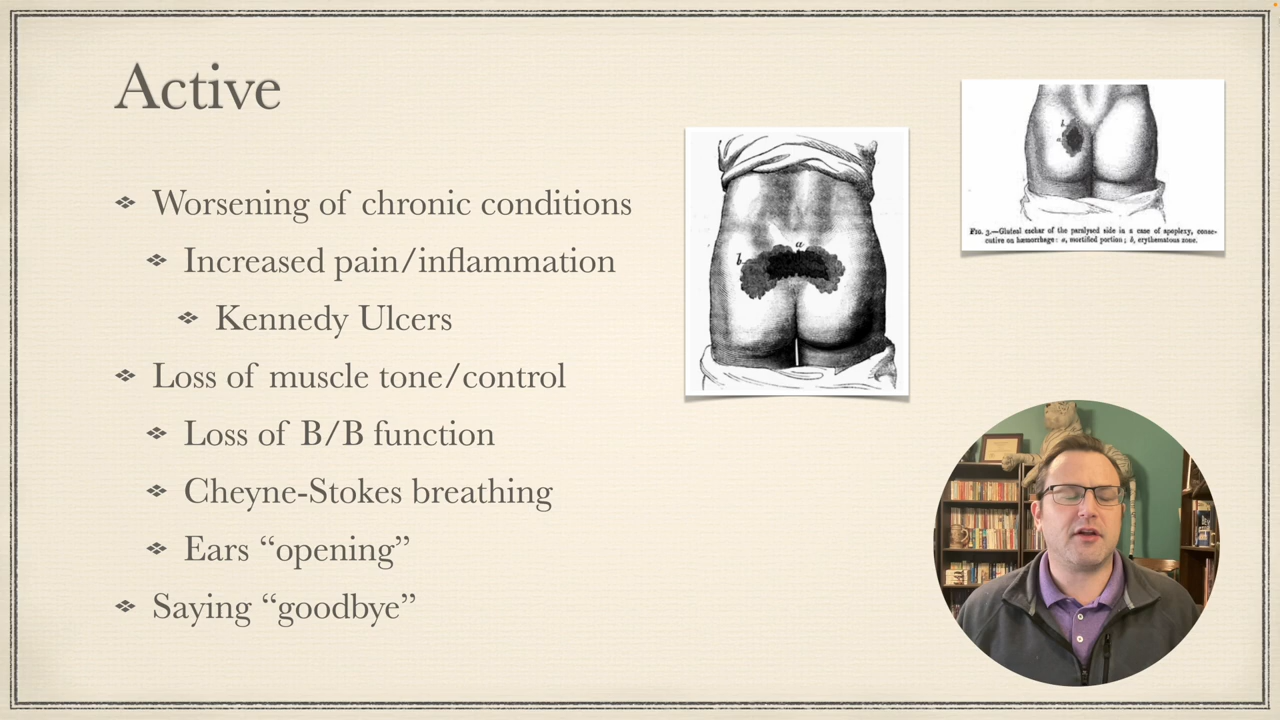 Active
Worsening of chronic conditions
Increased pain/inflammation
Kennedy Ulcers
Loss of muscle tone/control
Loss of B/B function
Cheyne-Stokes breathing
Ears “opening”
Saying “goodbye”
a
b
b
a
FIG. 3.—Gluteal eschar of the paralysed side in a case of apoplexy, conse-
cutive on hæmorrhage: a, mortified portion; b, erythematous zone.